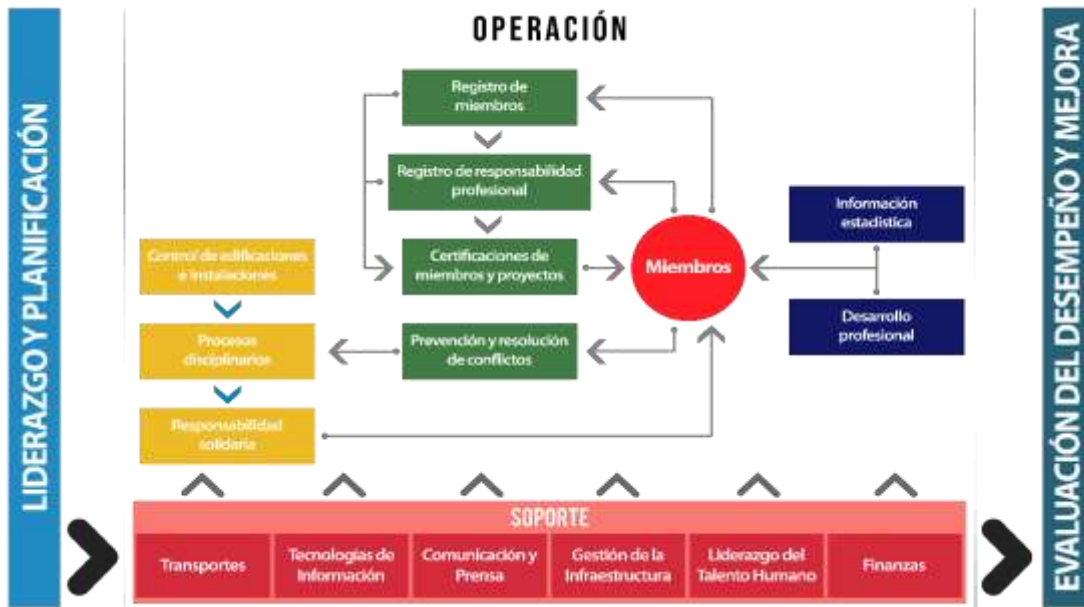 LIDERAZGO Y PLANIFICACIÓN
OPERACIÓN
Registro de
miembros
Registro de responsabilidad
profesional
Certificaciones de
miembros y proyectos
Prevención y resolución
de conflictos
Control de edificaciones
e instalaciones
Procesos
disciplinarios
Responsabilidad
solidaria
Miembros
Información
estadística
Desarrollo
profesional
SOPORTE
Transportes
Tecnologías de
Información
Comunicación y
Prensa
Gestión de la
Infraestructura
Liderazgo del
Talento Humano
Finanzas
EVALUACIÓN DEL DESEMPEÑO Y MEJORA